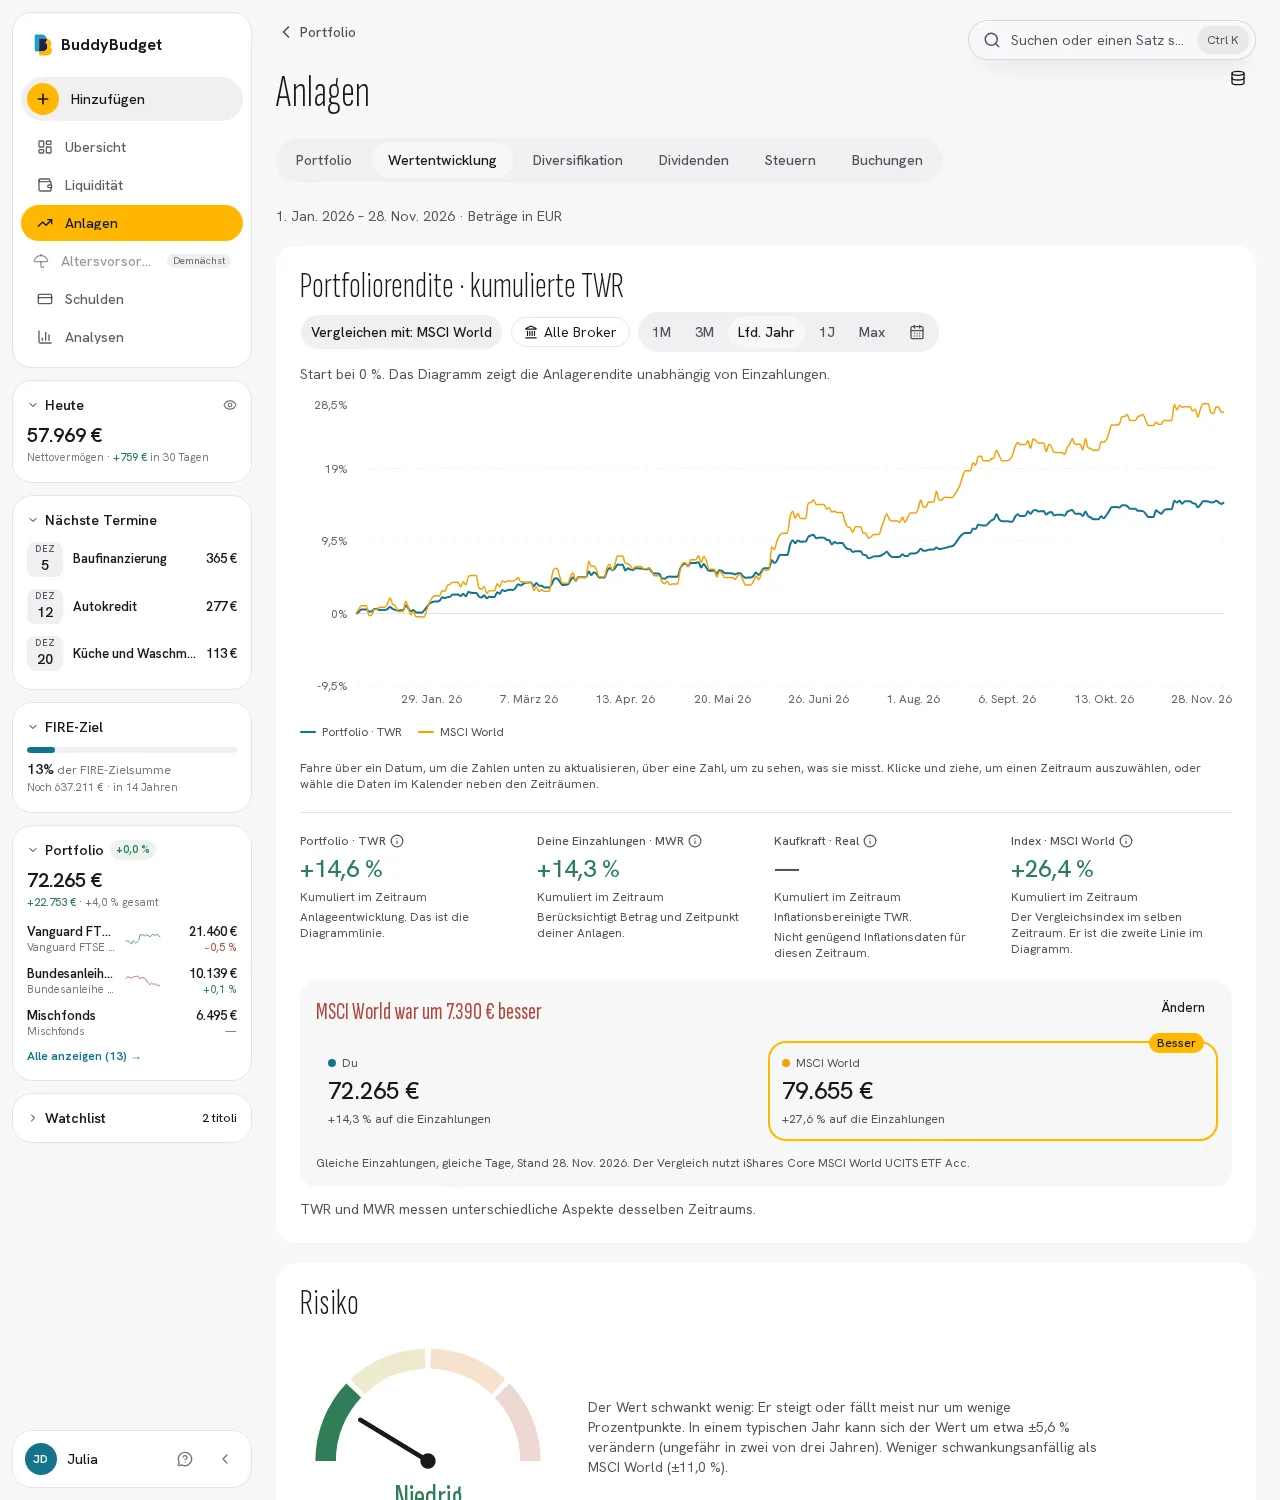 BuddyBudget
Hinzufügen
Übersicht
Liquidität
Anlagen
Altersvorsor...
Demnächst
Schulden
Analysen
Heute
57.969 €
Nettovermögen · +759 € in 30 Tagen
Nächste Termine
DEZ
5
Baufinanzierung
365 €
DEZ
12
Autokredit
277 €
DEZ
20
Küche und Waschm...
113 €
FIRE-Ziel
13% der FIRE-Zielsumme
Noch 637.211 € · in 14 Jahren
Portfolio
+0,0 %
72.265 €
+22.753 € · +4,0 % gesamt
Vanguard FT...
21.460 €
Vanguard FTSE ...
−0,5 %
Bundesanleih...
10.139 €
Bundesanleihe ...
+0,1 %
Mischfonds
6.495 €
Mischfonds
—
Alle anzeigen (13) →
Watchlist
2 titoli
JD
Julia
Portfolio
Suchen oder einen Satz s...
Ctrl K
Anlagen
Portfolio
Wertentwicklung
Diversifikation
Dividenden
Steuern
Buchungen
1. Jan. 2026 – 28. Nov. 2026 · Beträge in EUR
Portfoliorendite · kumulierte TWR
Vergleichen mit: MSCI World
Alle Broker
1M
3M
Lfd. Jahr
1J
Max
Start bei 0 %. Das Diagramm zeigt die Anlagerendite unabhängig von Einzahlungen.
28,5%
19%
9,5%
0%
-9,5%
29. Jan. 26
7. März 26
13. Apr. 26
20. Mai 26
26. Juni 26
1. Aug. 26
6. Sept. 26
13. Okt. 26
28. Nov. 26
Portfolio · TWR
MSCI World
Fahre über ein Datum, um die Zahlen unten zu aktualisieren, über eine Zahl, um zu sehen, was sie misst. Klicke und ziehe, um einen Zeitraum auszuwählen, oder
wähle die Daten im Kalender neben den Zeiträumen.
Portfolio · TWR
+14,6 %
Kumuliert im Zeitraum
Anlageentwicklung. Das ist die
Diagrammlinie.
Deine Einzahlungen · MWR
+14,3 %
Kumuliert im Zeitraum
Berücksichtigt Betrag und Zeitpunkt
deiner Anlagen.
Kaufkraft · Real
—
Kumuliert im Zeitraum
Inflationsbereinigte TWR.
Nicht genügend Inflationsdaten für
diesen Zeitraum.
Index · MSCI World
+26,4 %
Kumuliert im Zeitraum
Der Vergleichsindex im selben
Zeitraum. Er ist die zweite Linie im
Diagramm.
MSCI World war um 7.390 € besser
Ändern
Du
72.265 €
+14,3 % auf die Einzahlungen
Besser
MSCI World
79.655 €
+27,6 % auf die Einzahlungen
Gleiche Einzahlungen, gleiche Tage, Stand 28. Nov. 2026. Der Vergleich nutzt iShares Core MSCI World UCITS ETF Acc.
TWR und MWR messen unterschiedliche Aspekte desselben Zeitraums.
Risiko
Der Wert schwankt wenig: Er steigt oder fällt meist nur um wenige
Prozentpunkte. In einem typischen Jahr kann sich der Wert um etwa ±5,6 %
verändern (ungefähr in zwei von drei Jahren). Weniger schwankungsanfällig als
MSCI World (±11,0 %).
Niedrig